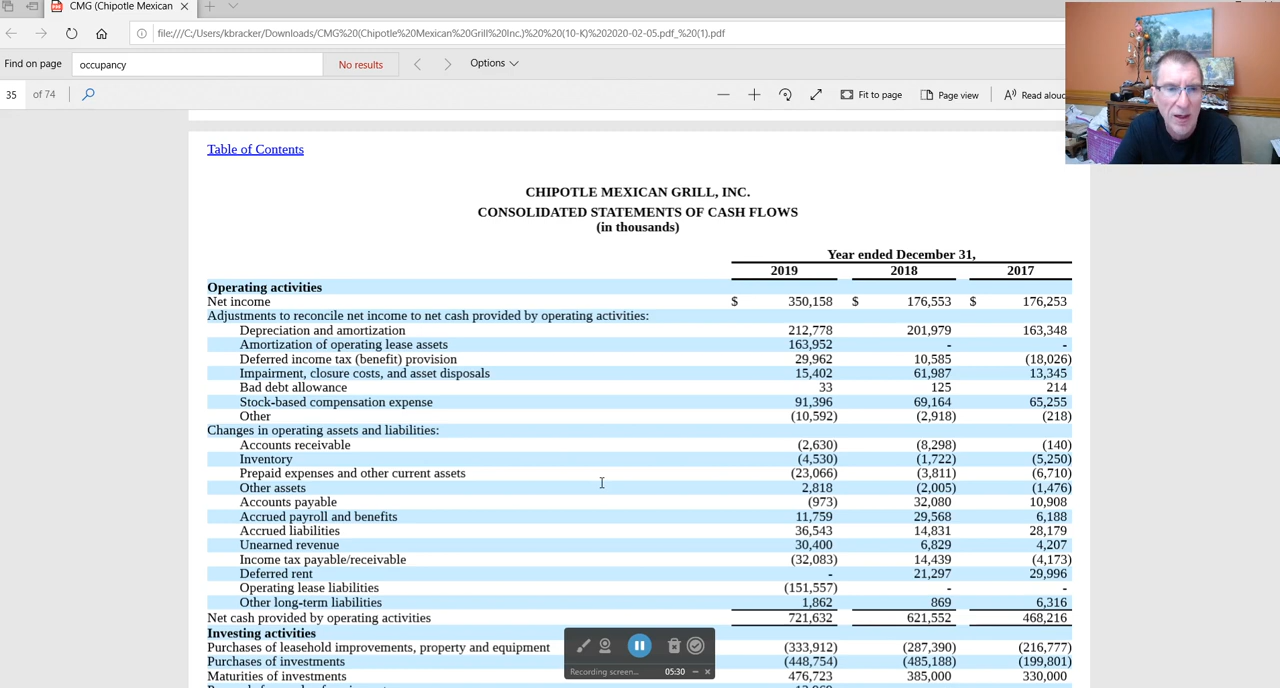 CMG (Chipotle Mexican
file:///C:/Users/kbracker/Downloads/CMG%20(Chipotle%20Mexican%20Grill%20Inc.)%20%20(10-K)%202020-02-05.pdf_%20(1).pdf
Find on page occupancy No results Options
35 of 74 Fit to page Page view Read alou
Table of Contents
CHIPOTLE MEXICAN GRILL, INC.
CONSOLIDATED STATEMENTS OF CASH FLOWS
(in thousands)
Year ended December 31,
2019 2018 2017
Operating activities
Net income $ 350,158 $ 176,553 $ 176,253
Adjustments to reconcile net income to net cash provided by operating activities:
Depreciation and amortization 212,778 201,979 163,348
Amortization of operating lease assets 163,952 - -
Deferred income tax (benefit) provision 29,962 10,585 (18,026)
Impairment, closure costs, and asset disposals 15,402 61,987 13,345
Bad debt allowance 33 125 214
Stock-based compensation expense 91,396 69,164 65,255
Other (10,592) (2,918) (218)
Changes in operating assets and liabilities:
Accounts receivable (2,630) (8,298) (140)
Inventory (4,530) (1,722) (5,250)
Prepaid expenses and other current assets (23,066) (3,811) (6,710)
Other assets 2,818 (2,005) (1,476)
Accounts payable (973) 32,080 10,908
Accrued payroll and benefits 11,759 29,568 6,188
Accrued liabilities 36,543 14,831 28,179
Unearned revenue 30,400 6,829 4,207
Income tax payable/receivable (32,083) 14,439 (4,173)
Deferred rent - 21,297 29,996
Operating lease liabilities (151,557) - -
Other long-term liabilities 1,862 869 6,316
Net cash provided by operating activities 721,632 621,552 468,216
Investing activities
Purchases of leasehold improvements, property and equipment (333,912) (287,390) (216,777)
Purchases of investments (448,754) (485,188) (199,801)
Maturities of investments 476,723 385,000 330,000
Recording screen... 05:30